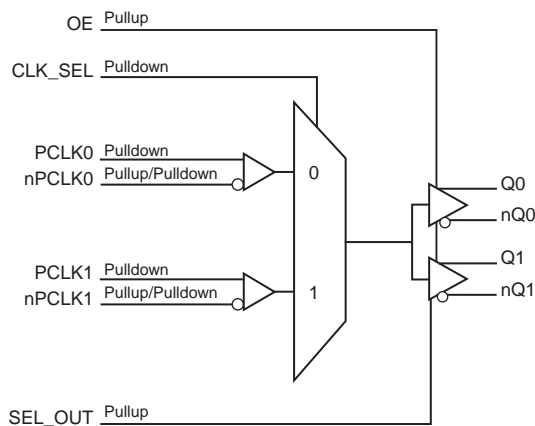 OE Pullup
CLK_SEL Pulldown
PCLK0 Pulldown
nPCLK0 Pullup/Pulldown
0
Q0
nQ0
PCLK1 Pulldown
nPCLK1 Pullup/Pulldown
1
Q1
nQ1
SEL_OUT Pullup